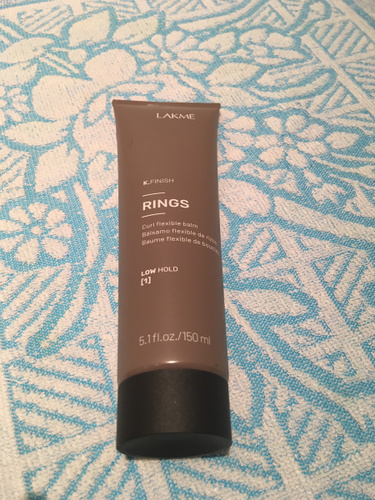 LAKMĒ
K.FINISH
RINGS
Curl flexible balm
Bálsamo flexible de
Baume flexible de
LOW HOLD
[1]
5.1 fl.oz./150 ml